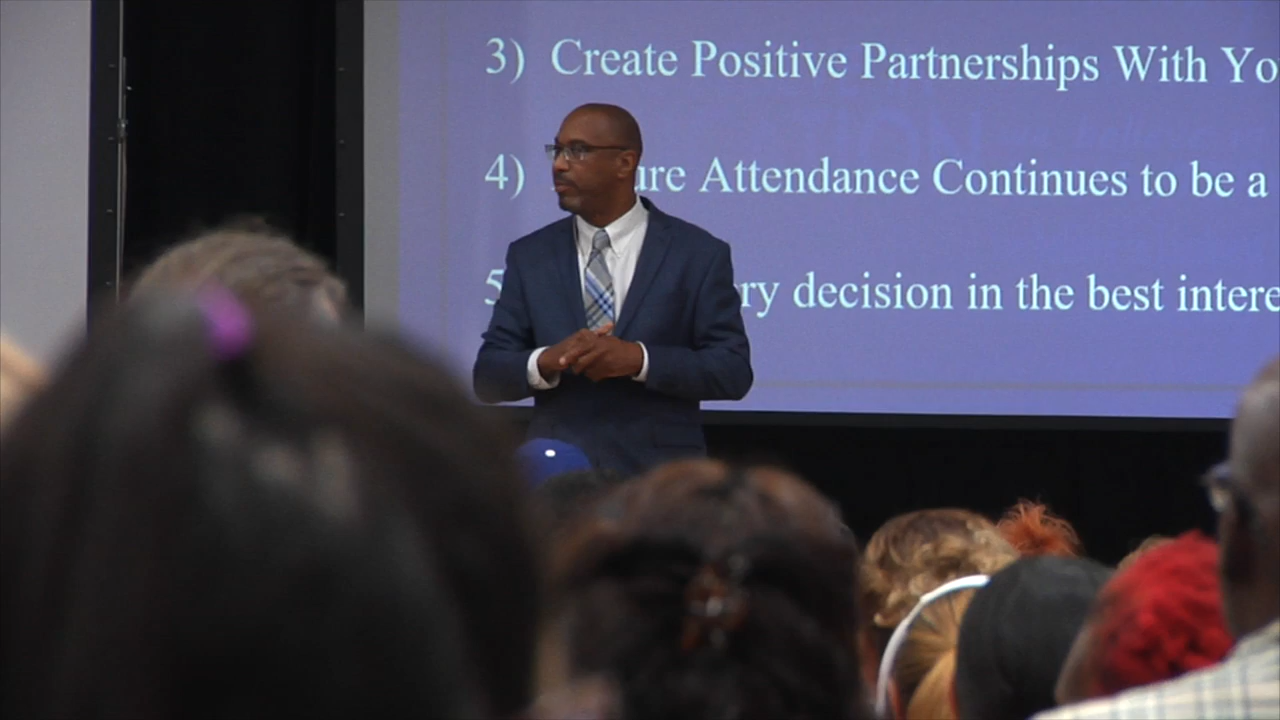 3) Create Positive Partnerships With Yo
4) ure Attendance Continues to be a
5 ry decision in the best intere